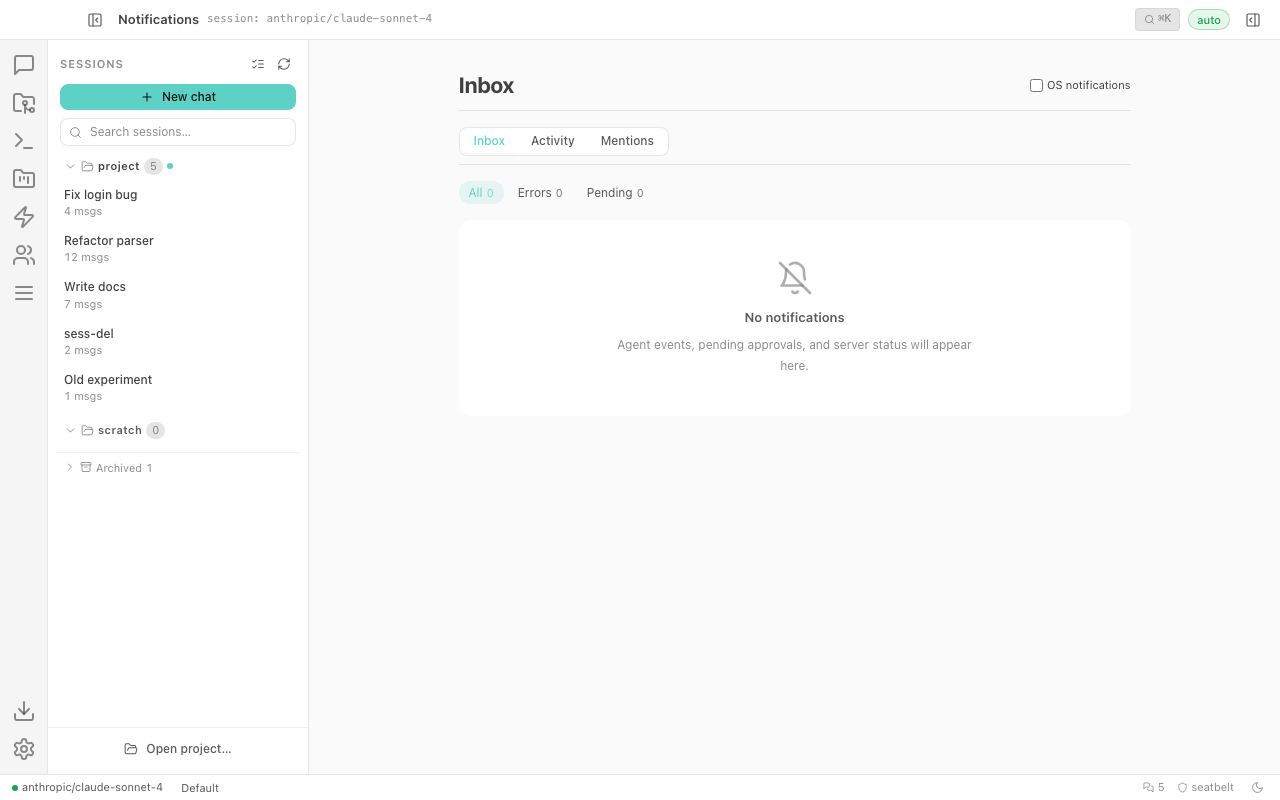 Notifications session: anthropic/claude-sonnet-4
⌘K
auto
SESSIONS
New chat
Search sessions...
project 5
Fix login bug
4 msgs
Refactor parser
12 msgs
Write docs
7 msgs
sess-del
2 msgs
Old experiment
1 msgs
scratch 0
Archived 1
Open project...
Inbox
OS notifications
Inbox Activity Mentions
All 0 Errors 0 Pending 0
No notifications
Agent events, pending approvals, and server status will appear
here.
anthropic/claude-sonnet-4 Default
5 seatbelt